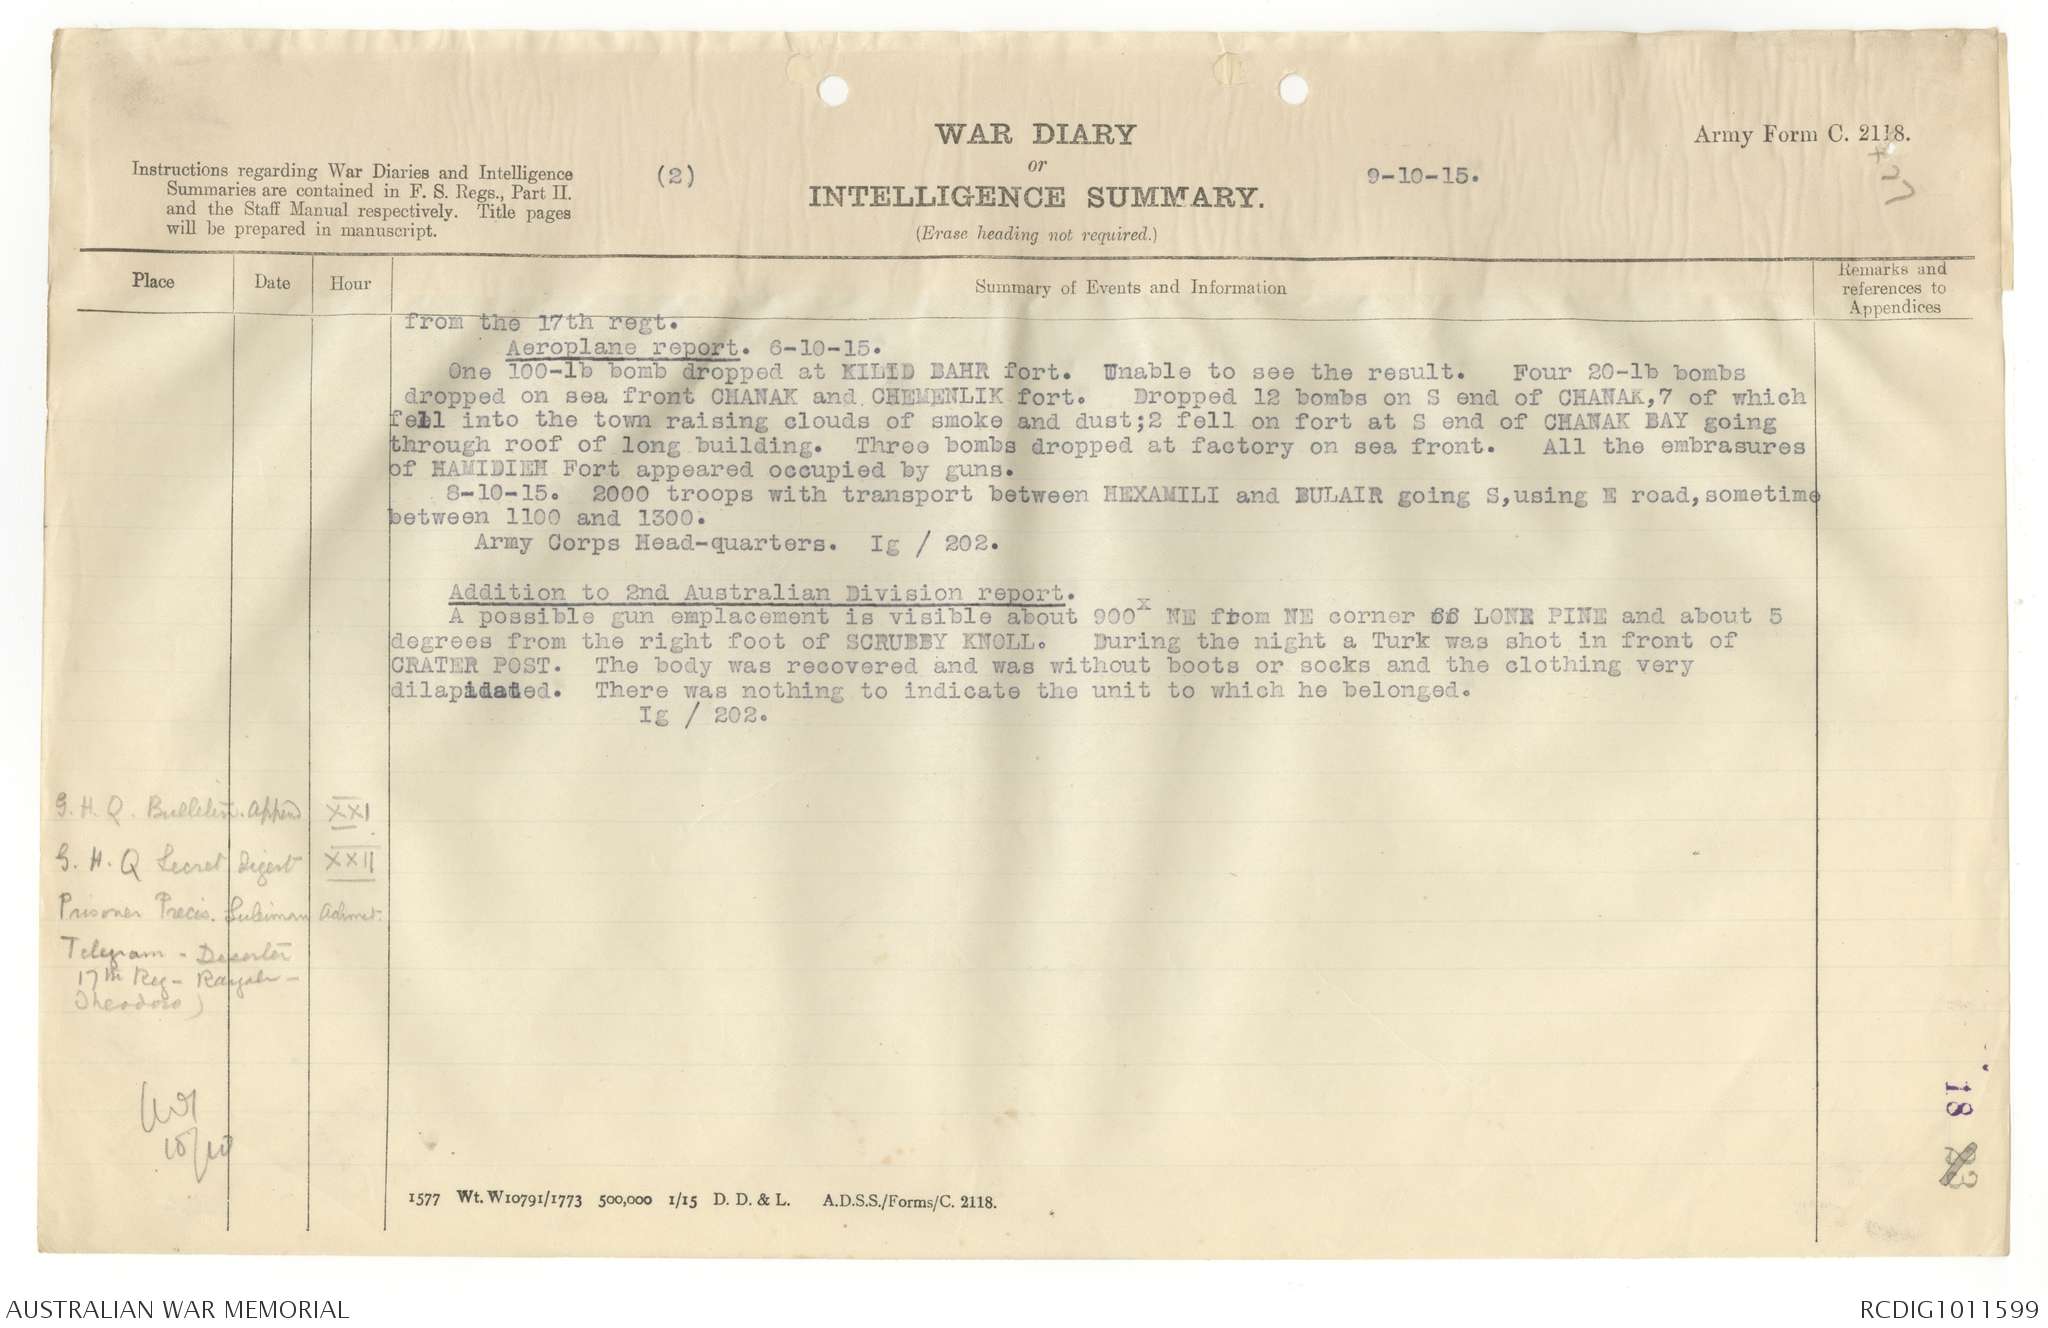 WAR DIARY
or
INTELLIGENCE SUMMARY.
(Erase heading not required.)
Army Form C. 2118.
Instructions regarding War Diaries and Intelligence
Summaries are contained in F. S. Regs., Part II.
and the Staff Manual respectively. Title pages
will be prepared in manuscript.
(2)
9-10-15.
27
Place
Date
Hour
Summary of Events and Information
Remarks and
references to
Appendices
from the 17th regt.
Aeroplane report. 6-10-15.
One 100-lb bomb dropped at KILID BAHR fort. Unable to see the result. Four 20-lb bombs
dropped on sea front CHANAK and CHEMENLIK fort. Dropped 12 bombs on S end of CHANAK,7 of which
fell into the town raising clouds of smoke and dust;2 fell on fort at S end of CHANAK BAY going
through roof of long building. Three bombs dropped at factory on sea front. All the embrasures
of HAMIDIEH Fort appeared occupied by guns.
8-10-15. 2000 troops with transport between HEXAMILI and BULAIR going S,using E road,sometime
between 1100 and 1300.
Army Corps Head-quarters. Ig / 202.
Addition to 2nd Australian Division report.
A possible gun emplacement is visible about 900x NE from NE corner of LONE PINE and about 5
degrees from the right foot of SCRUBBY KNOLL. During the night a Turk was shot in front of
CRATER POST. The body was recovered and was without boots or socks and the clothing very
dilapidated. There was nothing to indicate the unit to which he belonged.
Ig / 202.
G. H. Q. Bulletin. Append XXI
G. H. Q Secret Digest XXII
Prisoner Precis. Suleiman Achmet.
Telegram - Deserter
17th Reg -
Theodoro)
10/10
18
1577 Wt. W10791/1773 500,000 1/15 D. D. & L. A.D.S.S./Forms/C. 2118.
AUSTRALIAN WAR MEMORIAL
RCDIG1011599